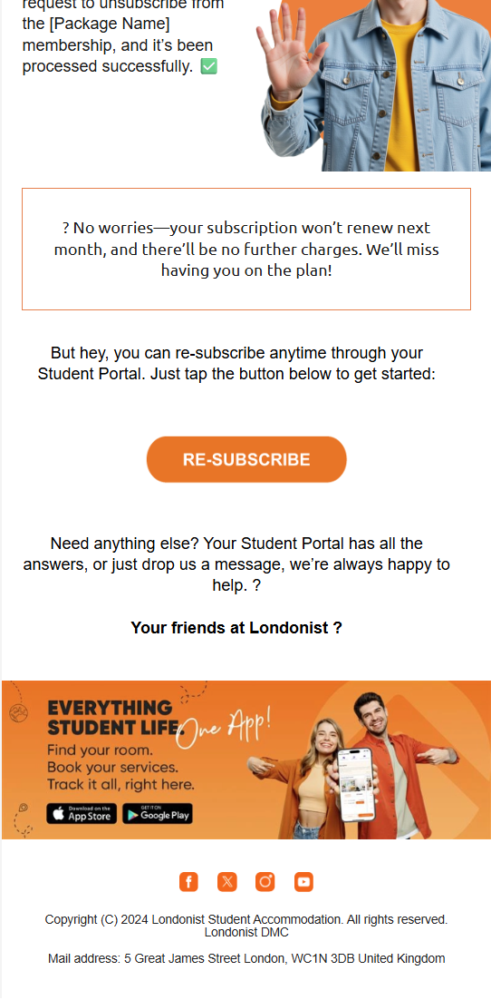 request to unsubscribe from
the [Package Name]
membership, and it’s been
processed successfully. ✅
? No worries—your subscription won’t renew next
month, and there’ll be no further charges. We’ll miss
having you on the plan!
But hey, you can re-subscribe anytime through your
Student Portal. Just tap the button below to get started:
RE-SUBSCRIBE
Need anything else? Your Student Portal has all the
answers, or just drop us a message, we’re always happy to
help. ?
Your friends at Londonist ?
EVERYTHING
STUDENT LIFE.
One App!
Find your room.
Book your services.
Track it all, right here.
Download on the
App Store
GET IT ON
Google Play
Copyright (C) 2024 Londonist Student Accommodation. All rights reserved.
Londonist DMC
Mail address: 5 Great James Street London, WC1N 3DB United Kingdom